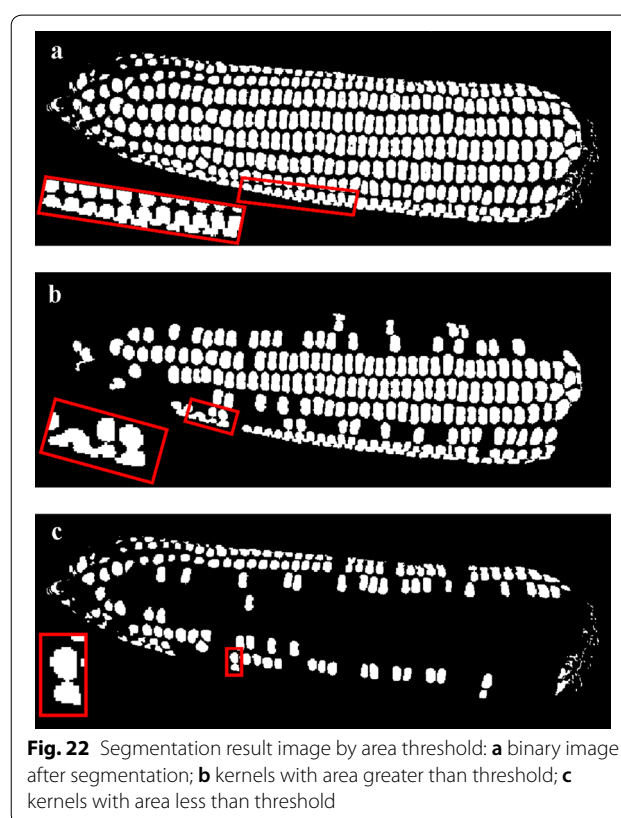 a
b
c
Fig. 22 Segmentation result image by area threshold: a binary image
after segmentation; b kernels with area greater than threshold; c
kernels with area less than threshold